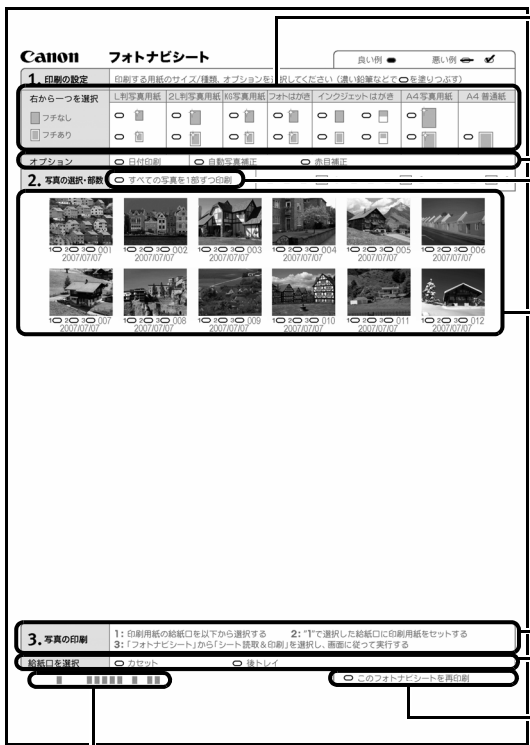 Canon フォトナビシート 良い例 悪い例
1. 印刷の設定 印刷する用紙のサイズ/種類、オプションを選択してください（濃い鉛筆などで を塗りつぶす）
右から一つを選択 L判写真用紙 2L判写真用紙 KG写真用紙 フォトはがき インクジェットはがき A4写真用紙 A4 普通紙
フチなし
フチあり
オプション 日付印刷 自動写真補正 赤目補正
2. 写真の選択・部数 すべての写真を1部ずつ印刷
1 2 3 001 1 2 3 002 1 2 3 003 1 2 3 004 1 2 3 005 1 2 3 006
2007/07/07 2007/07/07 2007/07/07 2007/07/07 2007/07/07 2007/07/07
1 2 3 007 1 2 3 008 1 2 3 009 1 2 3 010 1 2 3 011 1 2 3 012
2007/07/07 2007/07/07 2007/07/07 2007/07/07 2007/07/07 2007/07/07
3. 写真の印刷 1: 印刷用紙の給紙口を以下から選択する 2: "1"で選択した給紙口に印刷用紙をセットする
3: 「フォトナビシート」から「シート読取&印刷」を選択し、画面に従って実行する
給紙口を選択 カセット 後トレイ
このフォトナビシートを再印刷